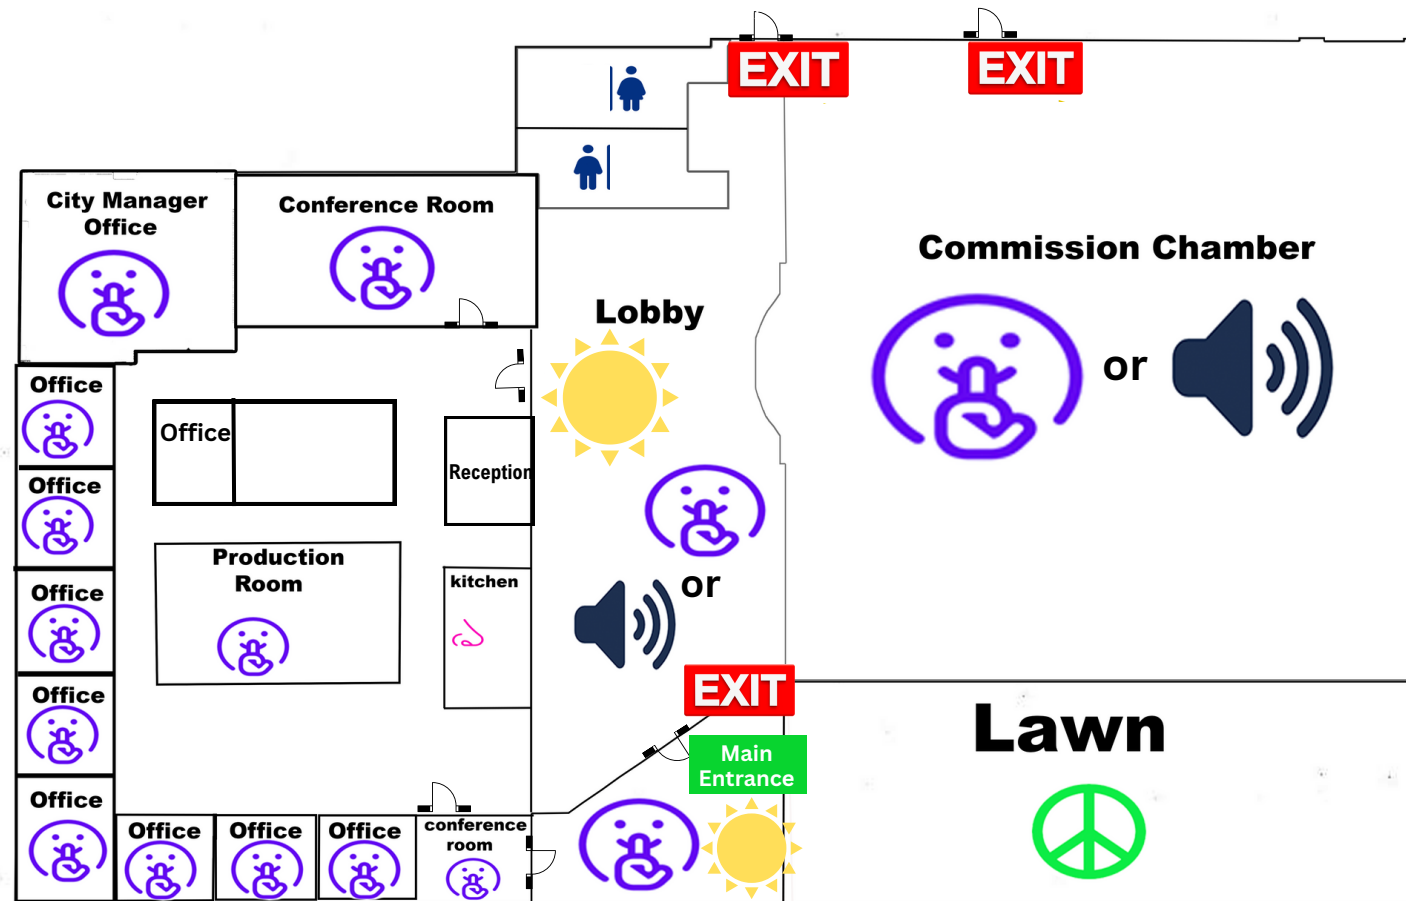 EXIT
EXIT
City Manager
Office
Conference Room
Commission Chamber
or
Lobby
Office
Office
Reception
Office
Production
Room
kitchen
or
Office
Office
EXIT
Main
Entrance
Lawn
Office
Office
Office
Office
conference
room